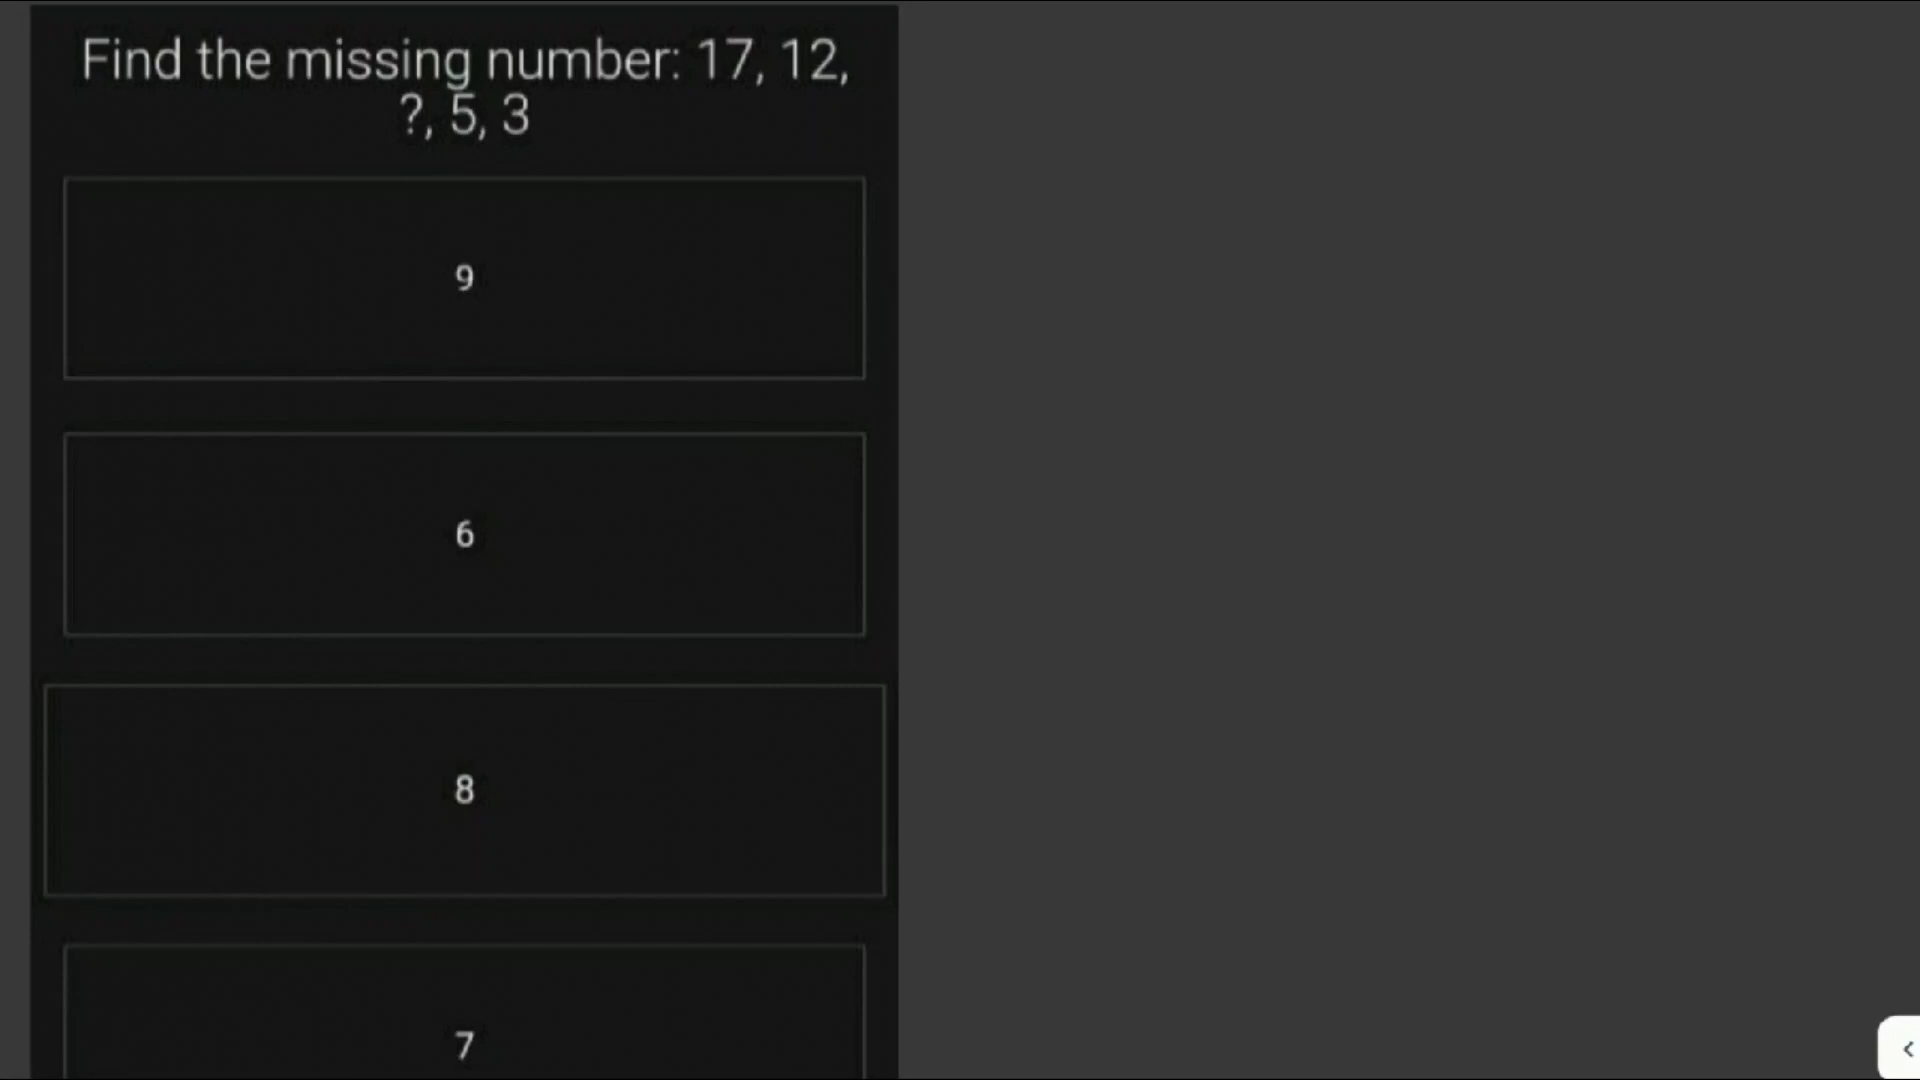 Find the missing number: 17, 12,
?, 5, 3
9
6
8
7
<